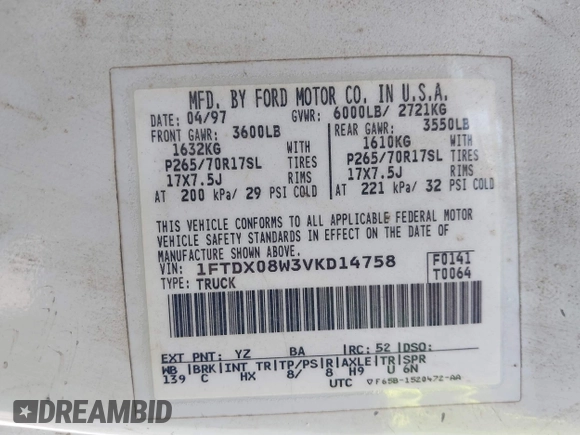 MFD. BY FORD MOTOR CO. IN U.S.A.
DATE: 04/97 GVWR: 6000LB/ 2721KG
FRONT GAWR: 3600LB REAR GAWR: 3550LB
1632KG WITH 1610KG WITH
P265/70R17SL TIRES P265/70R17SL TIRES
17X7.5J RIMS 17X7.5J RIMS
AT 200 kPa/ 29 PSI COLD AT 221 kPa/ 32 PSI COLD
THIS VEHICLE CONFORMS TO ALL APPLICABLE FEDERAL MOTOR
VEHICLE SAFETY STANDARDS IN EFFECT ON THE DATE OF
MANUFACTURE SHOWN ABOVE.
VIN: 1FTDX08W3VKD14758 F0141
TYPE: TRUCK T0064
EXT PNT: YZ BA RC: 52 DSO:
WB BRK INT TR TP/PS R AXLE TR SPR
139 C HX 8/ 8 H9 U 6N
UTC F65B-1520472-AA
DREAMBID